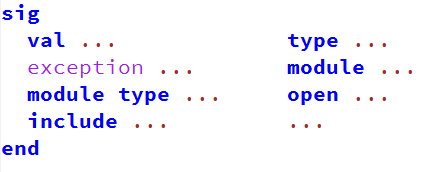 sig
val ... type ...
exception ... module ...
module type ... open ...
include ... ...
end